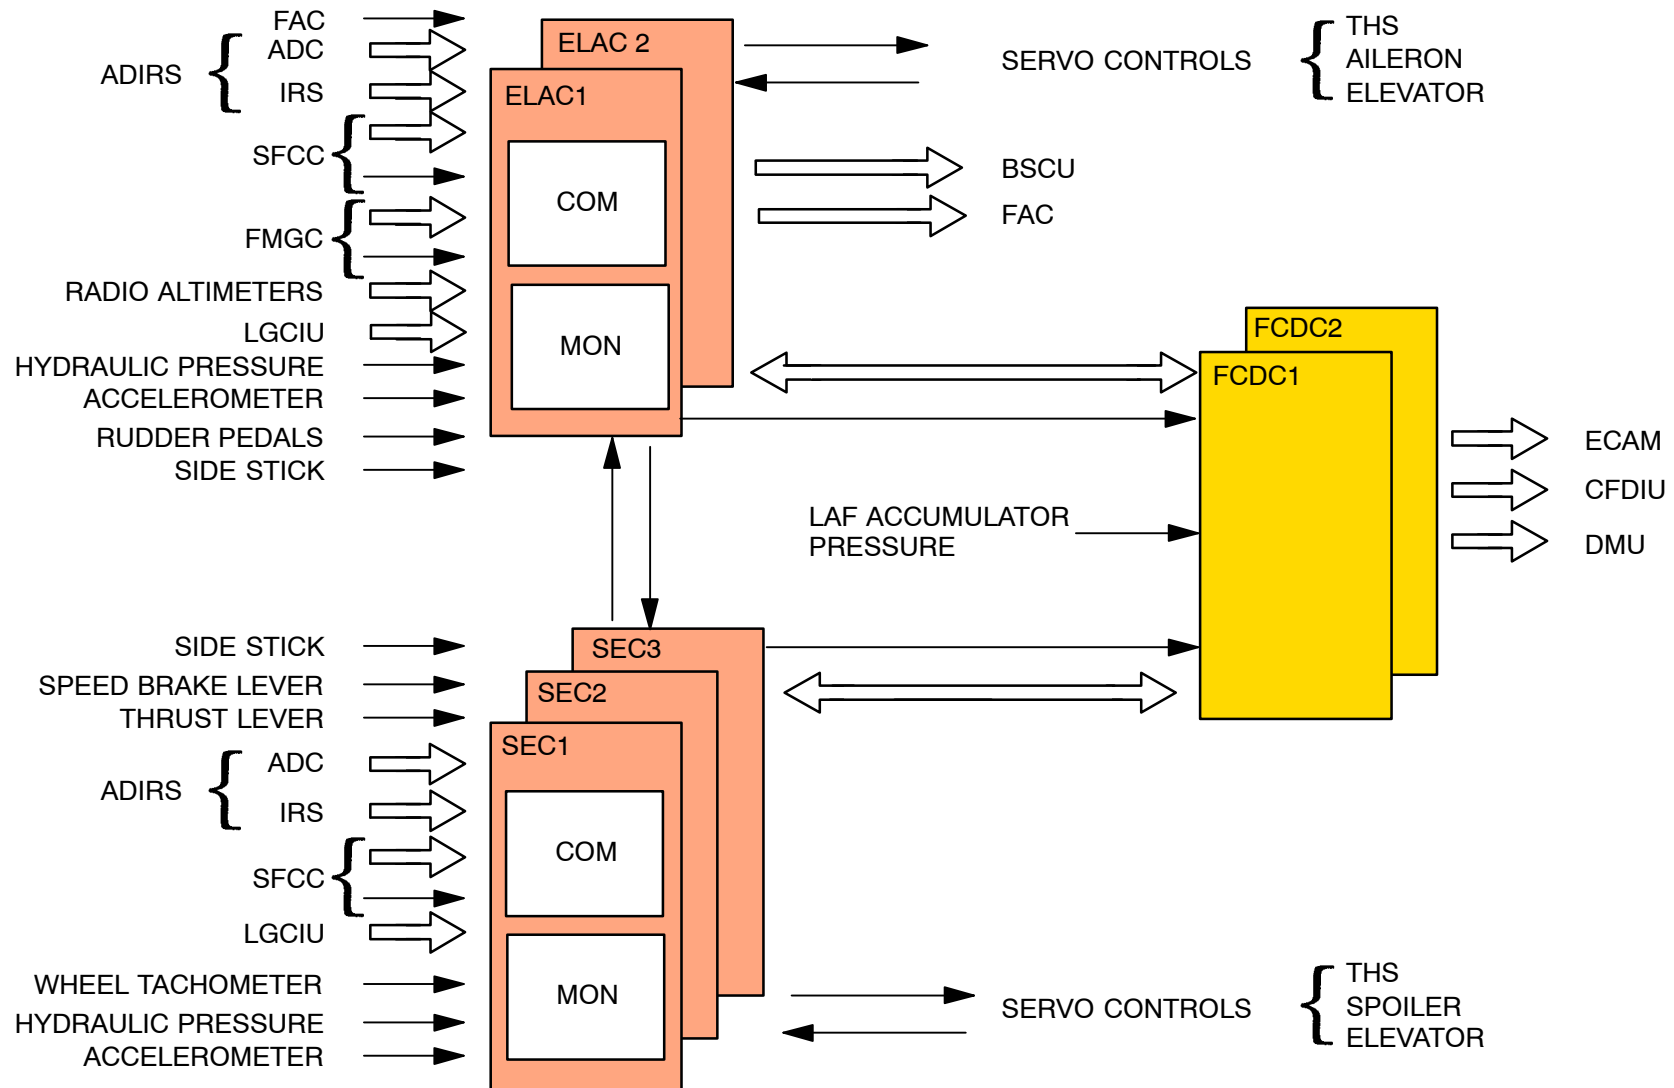 FAC
ADIRS
ADC
IRS
SFCC
FMGC
RADIO ALTIMETERS
LGCIU
HYDRAULIC PRESSURE
ACCELEROMETER
RUDDER PEDALS
SIDE STICK
ELAC 2
ELAC1
COM
MON
SERVO CONTROLS
THS
AILERON
ELEVATOR
BSCU
FAC
FCDC2
FCDC1
LAF ACCUMULATOR
PRESSURE
ECAM
CFDIU
DMU
SIDE STICK
SPEED BRAKE LEVER
THRUST LEVER
ADIRS
ADC
IRS
SFCC
LGCIU
WHEEL TACHOMETER
HYDRAULIC PRESSURE
ACCELEROMETER
SEC3
SEC2
SEC1
COM
MON
SERVO CONTROLS
THS
SPOILER
ELEVATOR